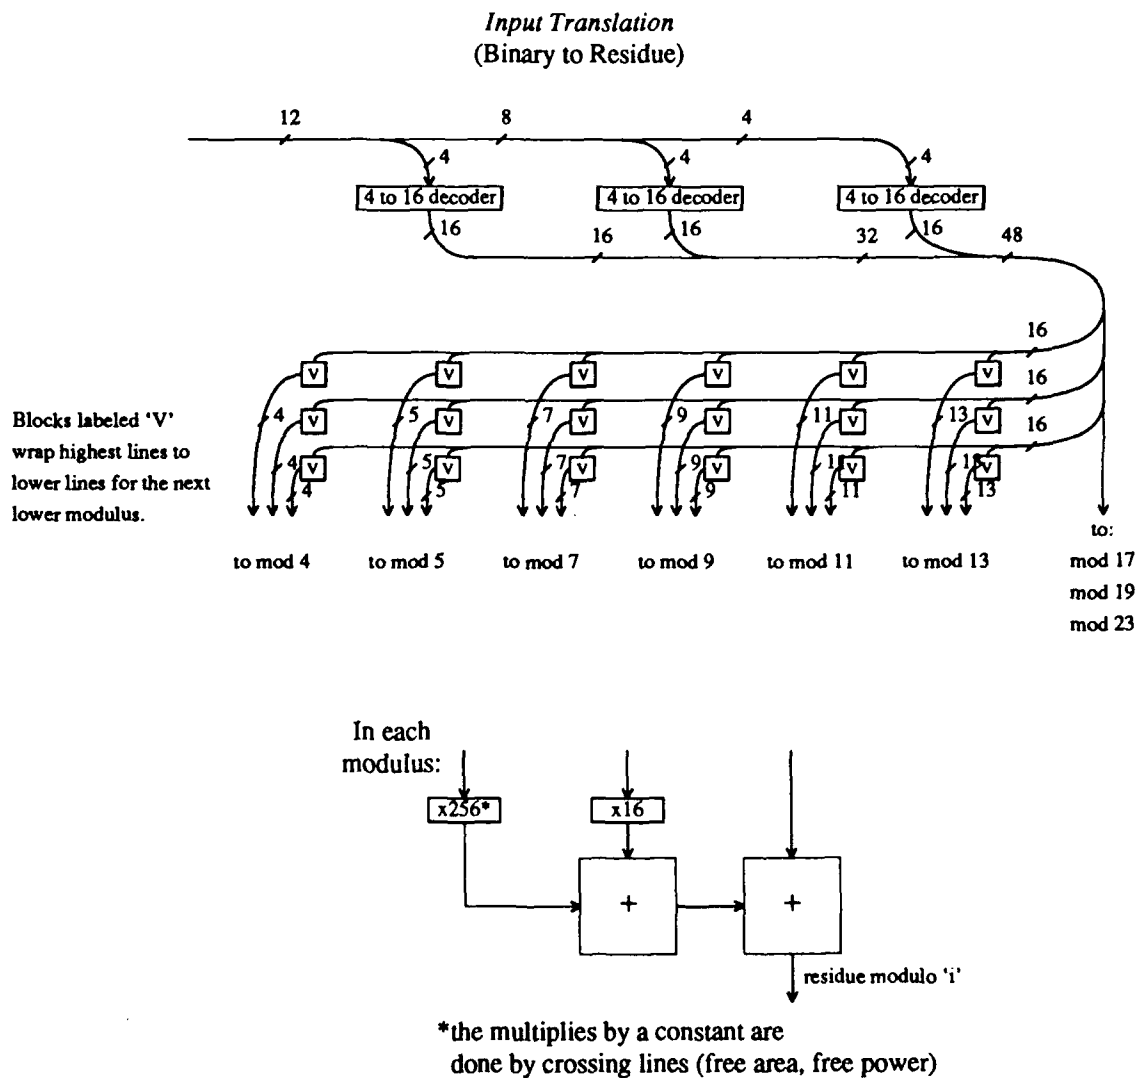 Input Translation
(Binary to Residue)
12 8 4
4 4 4
4 to 16 decoder 4 to 16 decoder 4 to 16 decoder
16 16 16
16 32 48
16
V V V V V V
16
Blocks labeled 'V'
wrap highest lines to
lower lines for the next
lower modulus.
4 5 7 9 11 13
V V V V V V
16
4 5 7 9 11 13
V V V V V V
4 5 7 9 11 13
to mod 4 to mod 5 to mod 7 to mod 9 to mod 11 to mod 13
to:
mod 17
mod 19
mod 23
In each
modulus:
x256* x16
+ +
residue modulo 'i'
*the multiplies by a constant are
done by crossing lines (free area, free power)